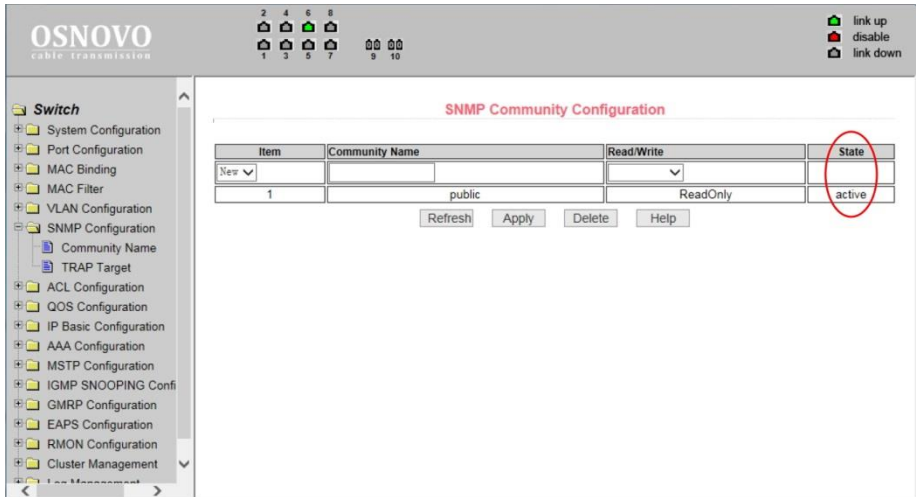 OSNOVO
cable transmission
2 4 6 8
1 3 5 7 9 10
link up
disable
link down
Switch
System Configuration
Port Configuration
MAC Binding
MAC Filter
VLAN Configuration
SNMP Configuration
Community Name
TRAP Target
ACL Configuration
QOS Configuration
IP Basic Configuration
AAA Configuration
MSTP Configuration
IGMP SNOOPING Confi
GMRP Configuration
EAPS Configuration
RMON Configuration
Cluster Management
Log Management
SNMP Community Configuration
Item Community Name Read/Write State
New
1 public ReadOnly active
Refresh Apply Delete Help